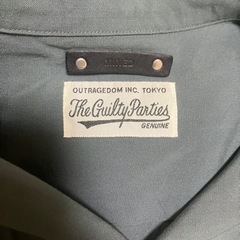 OUTRAGEDOM INC. TOKYO
The Guilty Parties
GENUINE